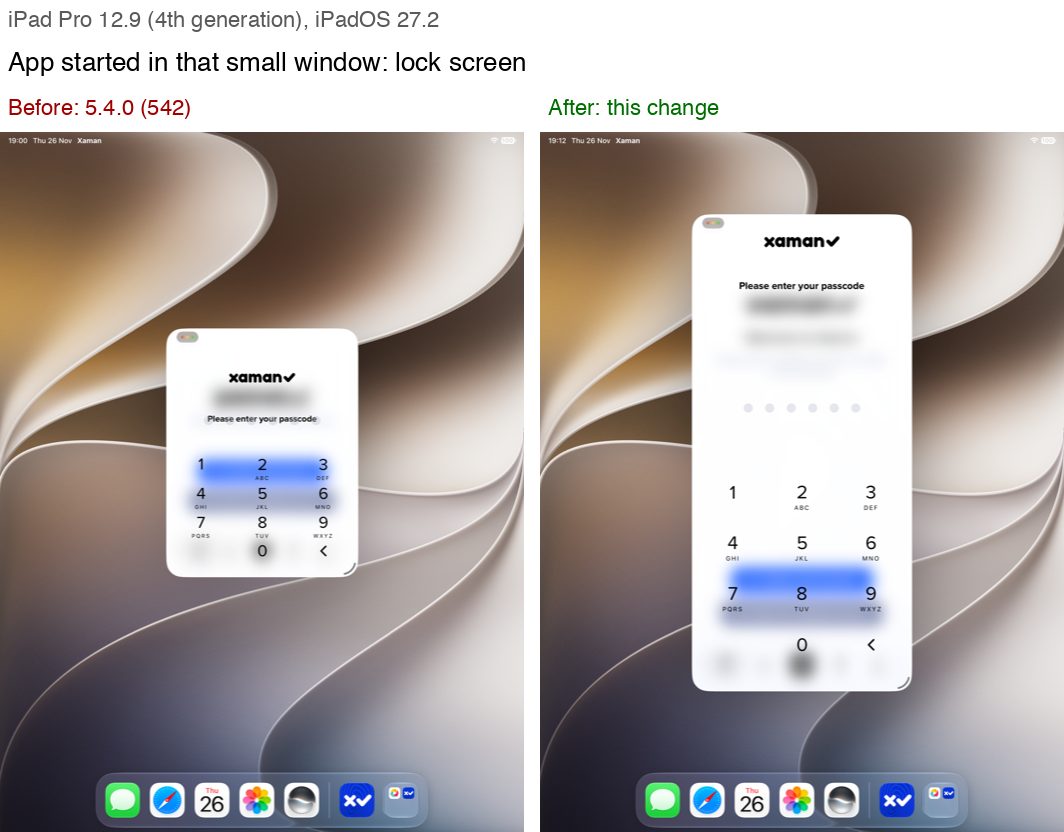 iPad Pro 12.9 (4th generation), iPadOS 27.2
App started in that small window: lock screen
Before: 5.4.0 (542)
After: this change
19:00 Thu 26 Nov Xaman
100
xaman
Please enter your passcode
1 2 3
ABC DEF
4 5 6
GHI JKL MNO
7 8 9
PQRS TUV WXYZ
0 <
Thu
26
19:12 Thu 26 Nov Xaman
100
xaman
Please enter your passcode
1 2 3
ABC DEF
4 5 6
GHI JKL MNO
7 8 9
PQRS TUV WXYZ
0 <
Thu
26